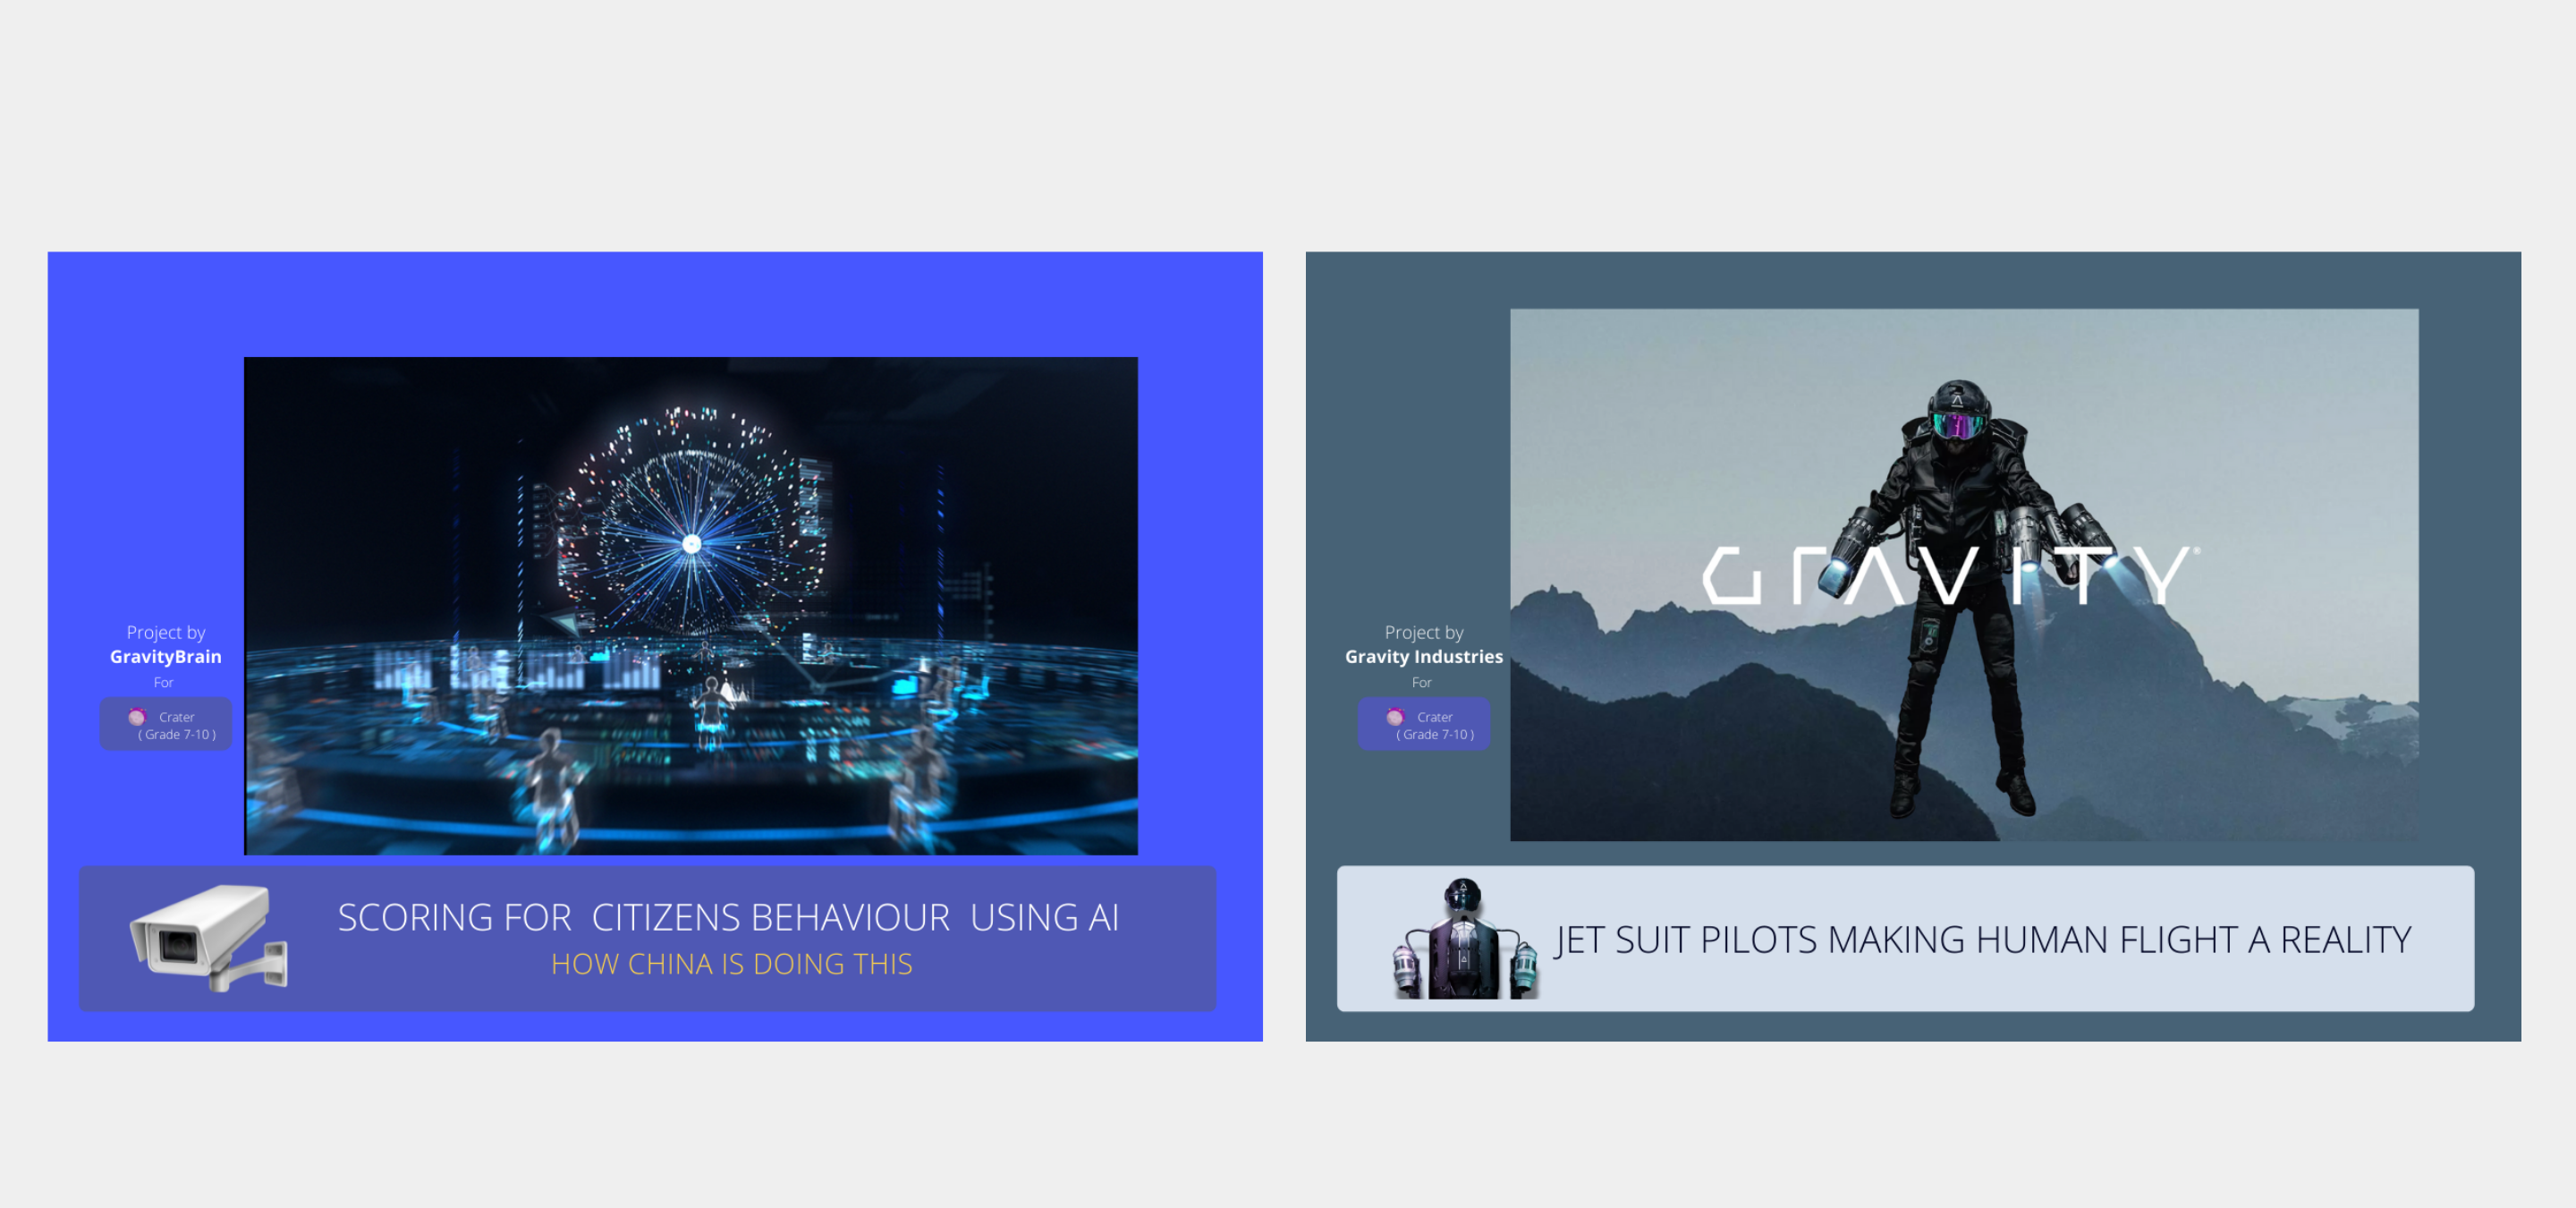 Project by
GravityBrain
For
Crater
( Grade 7-10 )
SCORING FOR CITIZENS BEHAVIOUR USING AI
HOW CHINA IS DOING THIS
GRAVITY®
Project by
Gravity Industries
For
Crater
( Grade 7-10 )
JET SUIT PILOTS MAKING HUMAN FLIGHT A REALITY